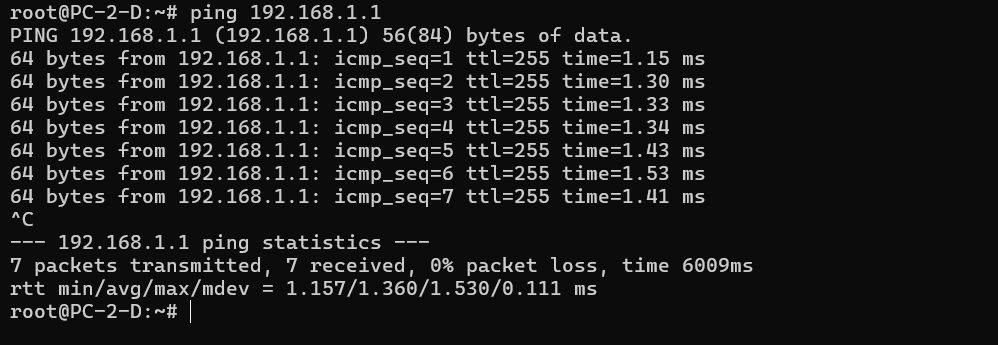 root@PC-2-D:~# ping 192.168.1.1
PING 192.168.1.1 (192.168.1.1) 56(84) bytes of data.
64 bytes from 192.168.1.1: icmp_seq=1 ttl=255 time=1.15 ms
64 bytes from 192.168.1.1: icmp_seq=2 ttl=255 time=1.30 ms
64 bytes from 192.168.1.1: icmp_seq=3 ttl=255 time=1.33 ms
64 bytes from 192.168.1.1: icmp_seq=4 ttl=255 time=1.34 ms
64 bytes from 192.168.1.1: icmp_seq=5 ttl=255 time=1.43 ms
64 bytes from 192.168.1.1: icmp_seq=6 ttl=255 time=1.53 ms
64 bytes from 192.168.1.1: icmp_seq=7 ttl=255 time=1.41 ms
^C
--- 192.168.1.1 ping statistics ---
7 packets transmitted, 7 received, 0% packet loss, time 6009ms
rtt min/avg/max/mdev = 1.157/1.360/1.530/0.111 ms
root@PC-2-D:~#